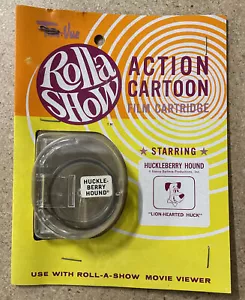 Roll-a
SHOW
ACTION
CARTOON
FILM CARTRIDGE
STARRING
HUCKLEBERRY HOUND
HUCKLE-
BERRY
HOUND
"LION-HEARTED HUCK"
USE WITH ROLL-A-SHOW MOVIE VIEWER